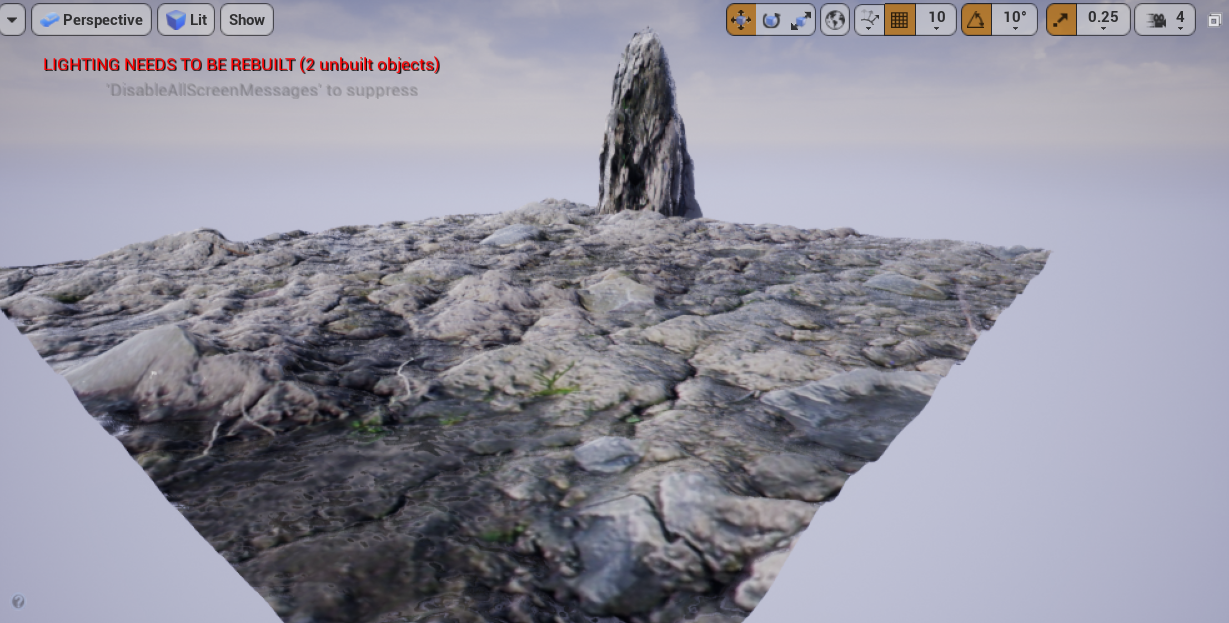 Perspective Lit Show 10 10° 0.25 4
LIGHTING NEEDS TO BE REBUILT (2 unbuilt objects)
'DisableAllScreenMessages' to suppress
?